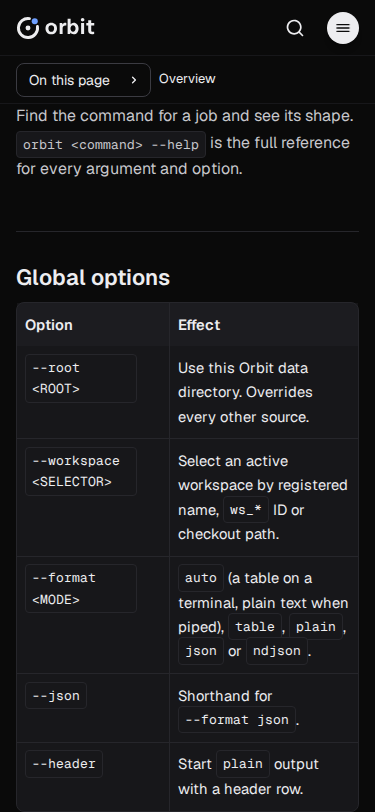 orbit
On this page › Overview
Find the command for a job and see its shape.
orbit <command> --help is the full reference
for every argument and option.
Global options
Option Effect
--root Use this Orbit data
<ROOT> directory. Overrides
every other source.
--workspace Select an active
<SELECTOR> workspace by registered
name, ws_* ID or
checkout path.
--format auto (a table on a
<MODE> terminal, plain text when
piped), table, plain,
json or ndjson.
--json Shorthand for
--format json.
--header Start plain output
with a header row.